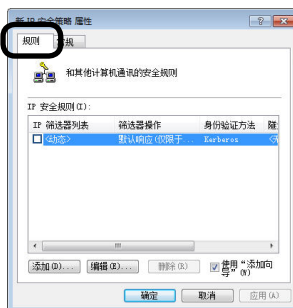 新 IP 安全策略 属性
规则
常规
和其他计算机通讯的安全规则
IP 安全规则(I):
IP 筛选器列表 筛选器操作 身份验证方法 隧
<动态> 默认响应(仅限于... Kerberos <无
添加(D)... 编辑(E)... 删除(R) 使用“添加向导”(W)
确定 取消 应用(A)